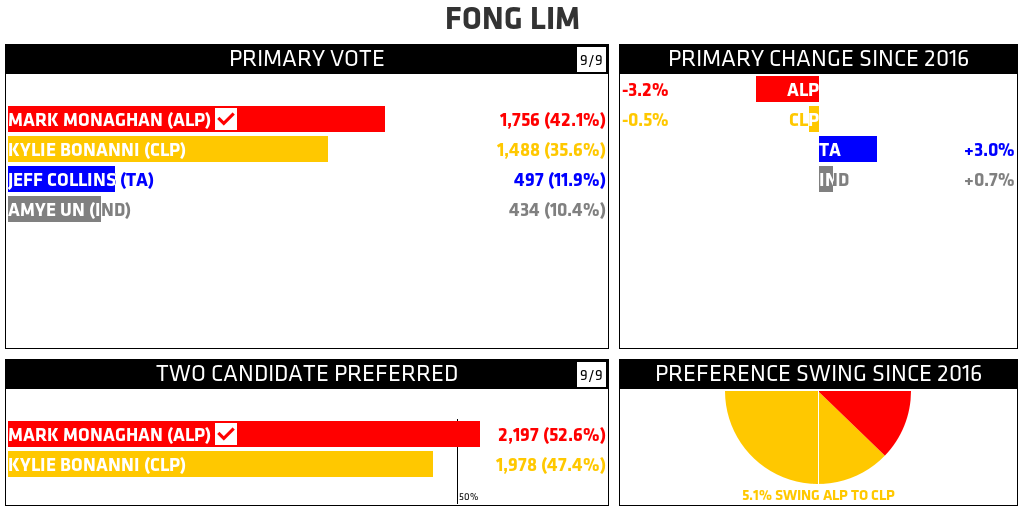 FONG LIM
PRIMARY VOTE 9/9
MARK MONAGHAN (ALP) 1,756 (42.1%)
KYLIE BONANNI (CLP) 1,488 (35.6%)
JEFF COLLINS (TA) 497 (11.9%)
AMYE UN (IND) 434 (10.4%)
PRIMARY CHANGE SINCE 2016
-3.2% ALP
-0.5% CLP
TA +3.0%
IND +0.7%
TWO CANDIDATE PREFERRED 9/9
MARK MONAGHAN (ALP) 2,197 (52.6%)
KYLIE BONANNI (CLP) 1,978 (47.4%)
50%
PREFERENCE SWING SINCE 2016
5.1% SWING ALP TO CLP